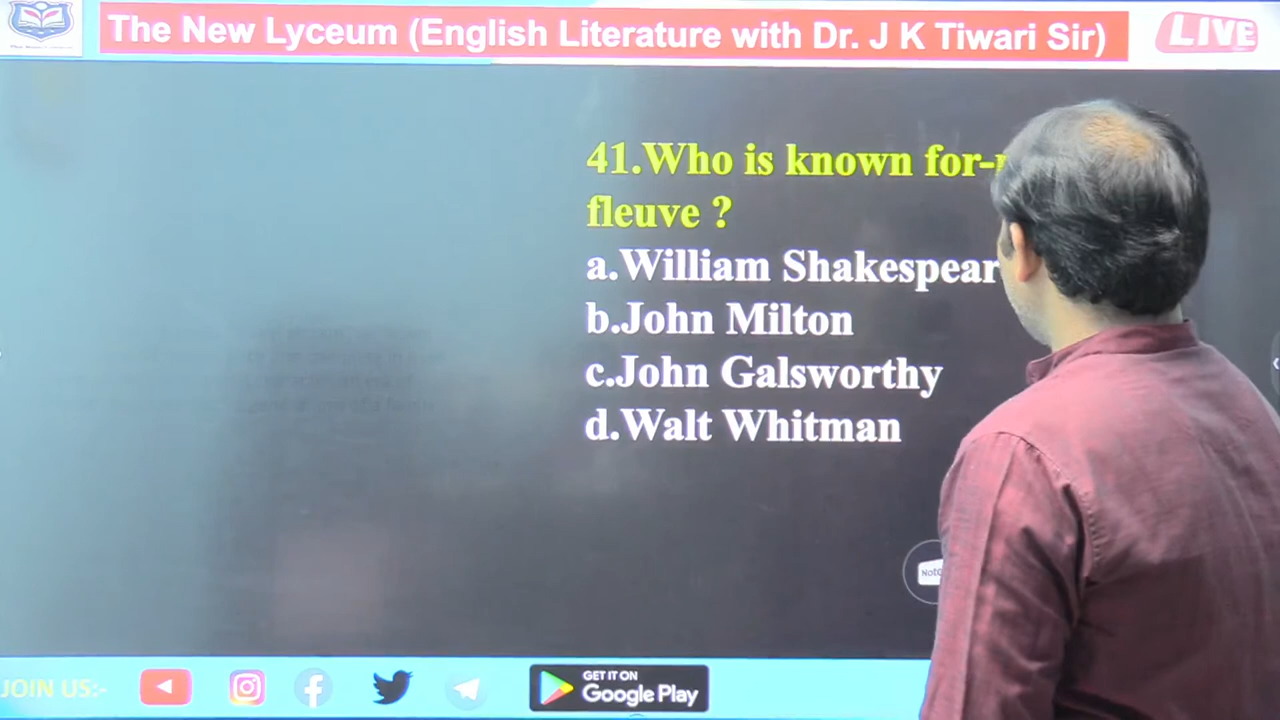 The New Lyceum (English Literature with Dr. J K Tiwari Sir)
LIVE
41.Who is known for-
fleuve ?
a.William Shakespear
b.John Milton
c.John Galsworthy
d.Walt Whitman
JOIN US:-
GET IT ON
Google Play